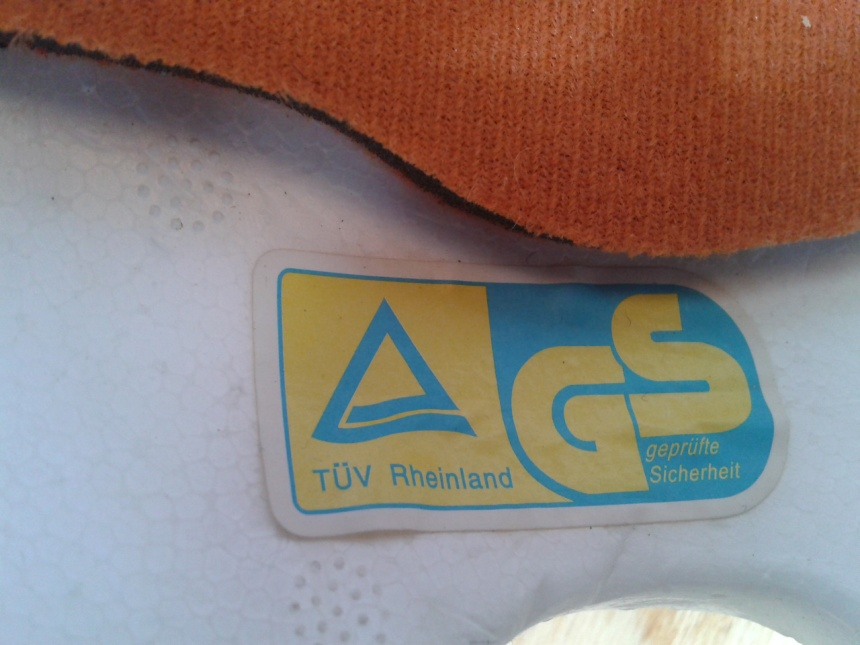 TÜV Rheinland
GS
geprüfte
Sicherheit